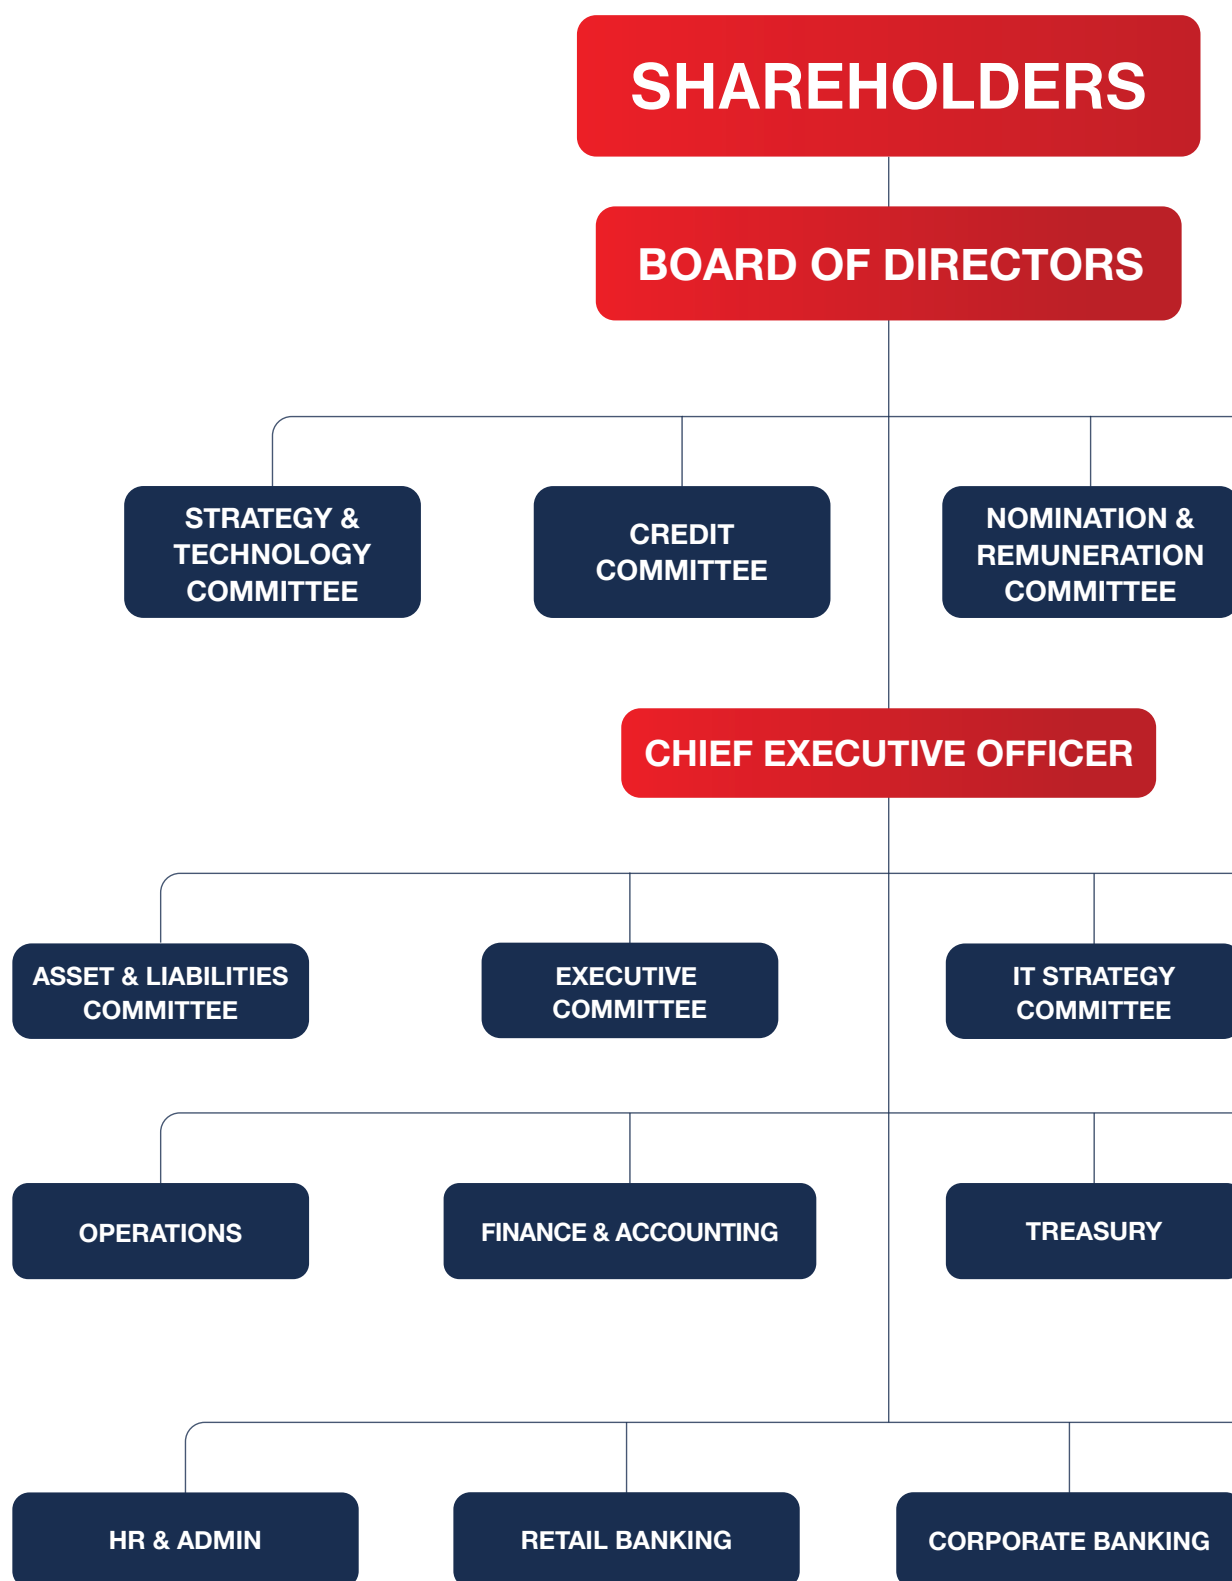 SHAREHOLDERS
BOARD OF DIRECTORS
STRATEGY &
TECHNOLOGY
COMMITTEE
CREDIT
COMMITTEE
NOMINATION &
REMUNERATION
COMMITTEE
CHIEF EXECUTIVE OFFICER
ASSET & LIABILITIES
COMMITTEE
EXECUTIVE
COMMITTEE
IT STRATEGY
COMMITTEE
OPERATIONS
FINANCE & ACCOUNTING
TREASURY
HR & ADMIN
RETAIL BANKING
CORPORATE BANKING